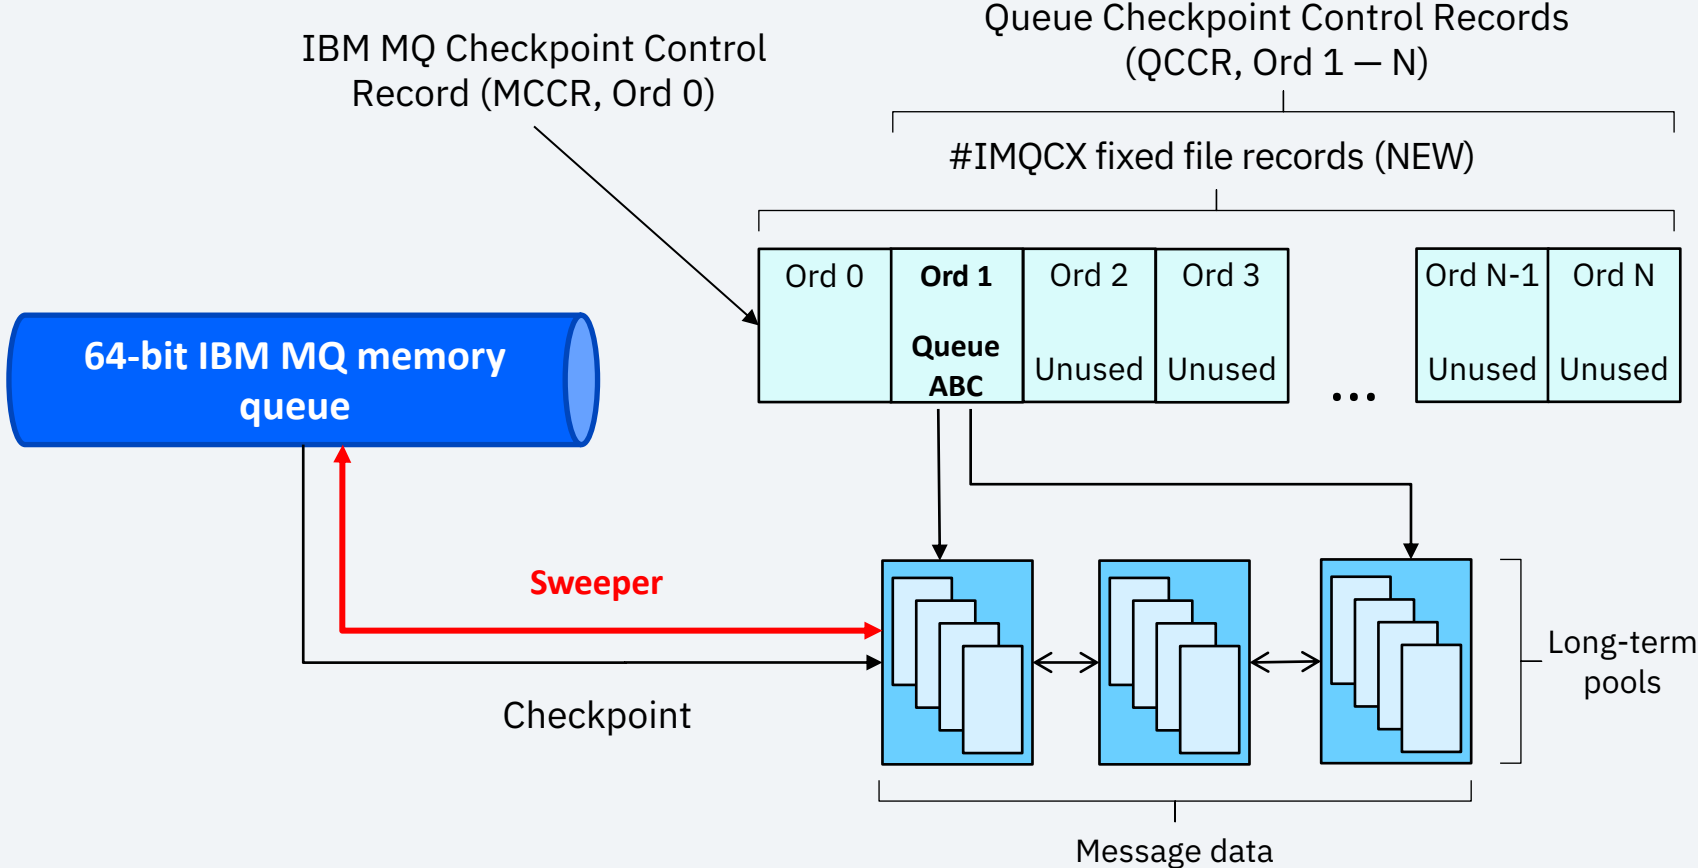 Queue Checkpoint Control Records
(QCCR, Ord 1 — N)
IBM MQ Checkpoint Control
Record (MCCR, Ord 0)
#IMQCX fixed file records (NEW)
Ord 0
Ord 1
Queue
ABC
Ord 2
Unused
Ord 3
Unused
...
Ord N-1
Unused
Ord N
Unused
64-bit IBM MQ memory
queue
Sweeper
Checkpoint
Long-term
pools
Message data